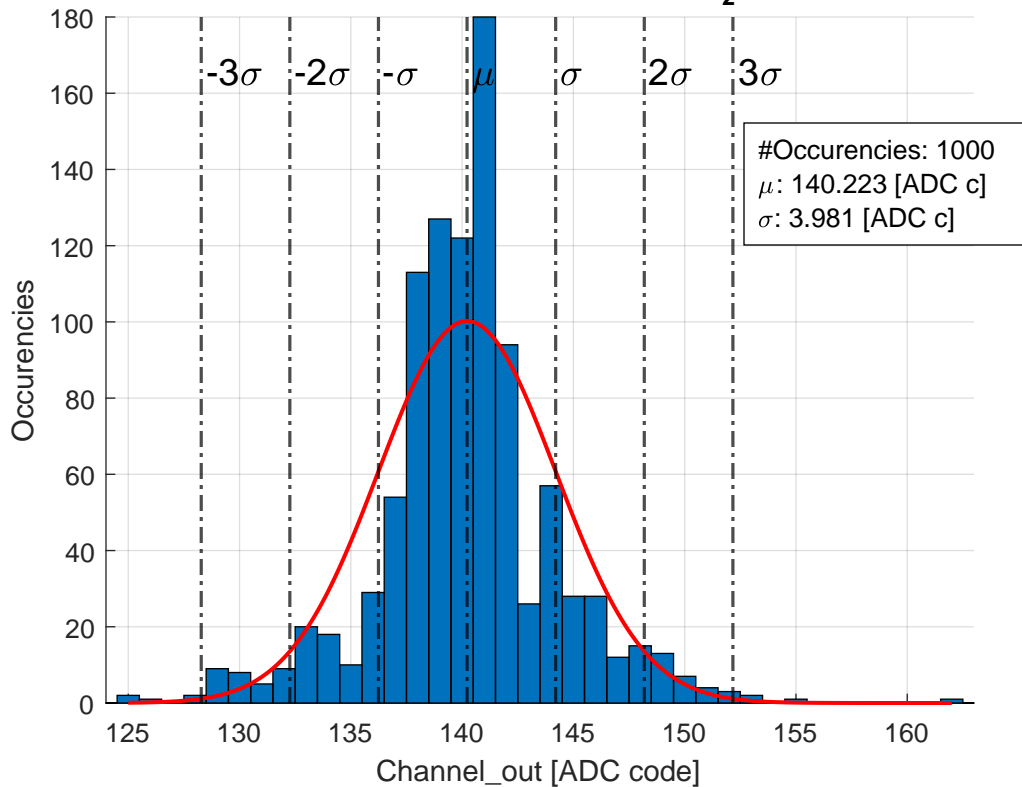 2
180
160
140
120
100
80
60
40
20
0
-3σ -2σ -σ μ σ 2σ 3σ
#Occurencies: 1000
μ: 140.223 [ADC c]
σ: 3.981 [ADC c]
Occurencies
125 130 135 140 145 150 155 160
Channel_out [ADC code]